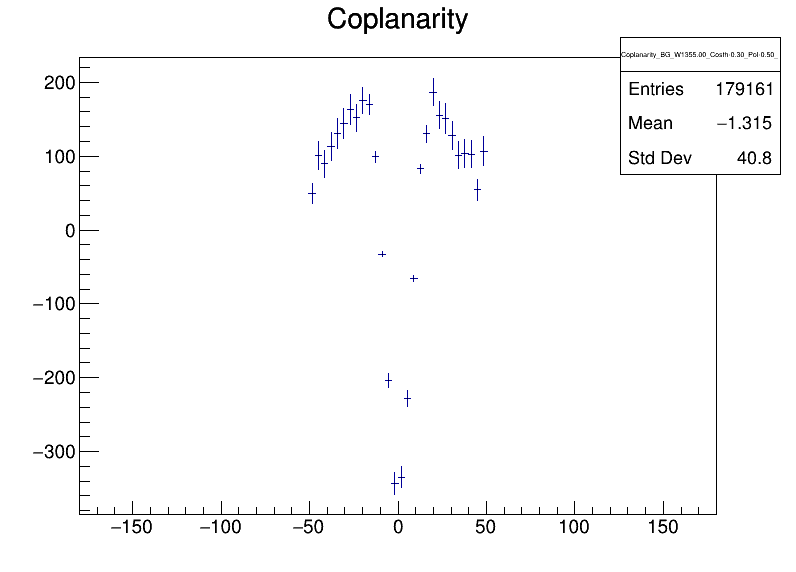 Coplanarity
Coplanarity_BG_W1355.00_Costh-0.30_Pol-0.50_
Entries 179161
Mean −1.315
Std Dev 40.8
200
100
0
−100
−200
−300
−150 −100 −50 0 50 100 150